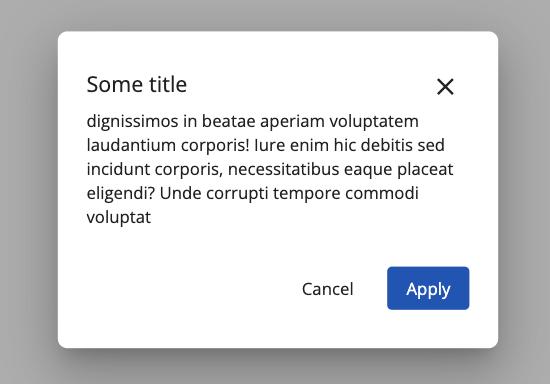 Some title
dignissimos in beatae aperiam voluptatem
laudantium corporis! Iure enim hic debitis sed
incidunt corporis, necessitatibus eaque placeat
eligendi? Unde corrupti tempore commodi
voluptat
Cancel Apply